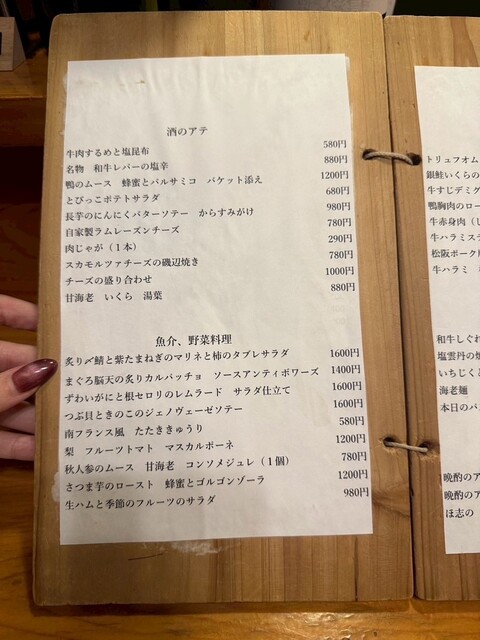 酒のアテ
牛肉するめと塩昆布 580円
名物 和牛レバーの塩辛 880円
鴨のムース 蜂蜜とバルサミコ バケット添え 1200円
とびっこポテトサラダ 680円
長芋のにんにくバターソテー からすみがけ 980円
自家製ラムレーズンチーズ 780円
肉じゃが（１本） 290円
スカモルツァチーズの磯辺焼き 780円
チーズの盛り合わせ 1000円
甘海老 いくら 湯葉 880円
魚介、野菜料理
炙り〆鯖と紫たまねぎのマリネと柿のタブレサラダ 1600円
まぐろ脳天の炙りカルパッチョ ソースアンティボワーズ 1400円
ずわいがにと根セロリのレムラード サラダ仕立て 1600円
つぶ貝ときのこのジェノヴェーゼソテー 1600円
南フランス風 たたききゅうり 580円
梨 フルーツトマト マスカルポーネ 1200円
秋人参のムース 甘海老 コンソメジュレ（１個） 780円
さつま芋のロースト 蜂蜜とゴルゴンゾーラ 1200円
生ハムと季節のフルーツのサラダ 980円
トリュフオム
銀鮭いくらの
牛すじデミグ
鴨胸肉のロー
牛赤身肉（し
牛ハラミステ
松阪ポーク
牛ハラミ
和牛しぐれ
塩雲丹の
いちじく
海老麺
本日のパ
晩酌のア
晩酌のア
ほ志の